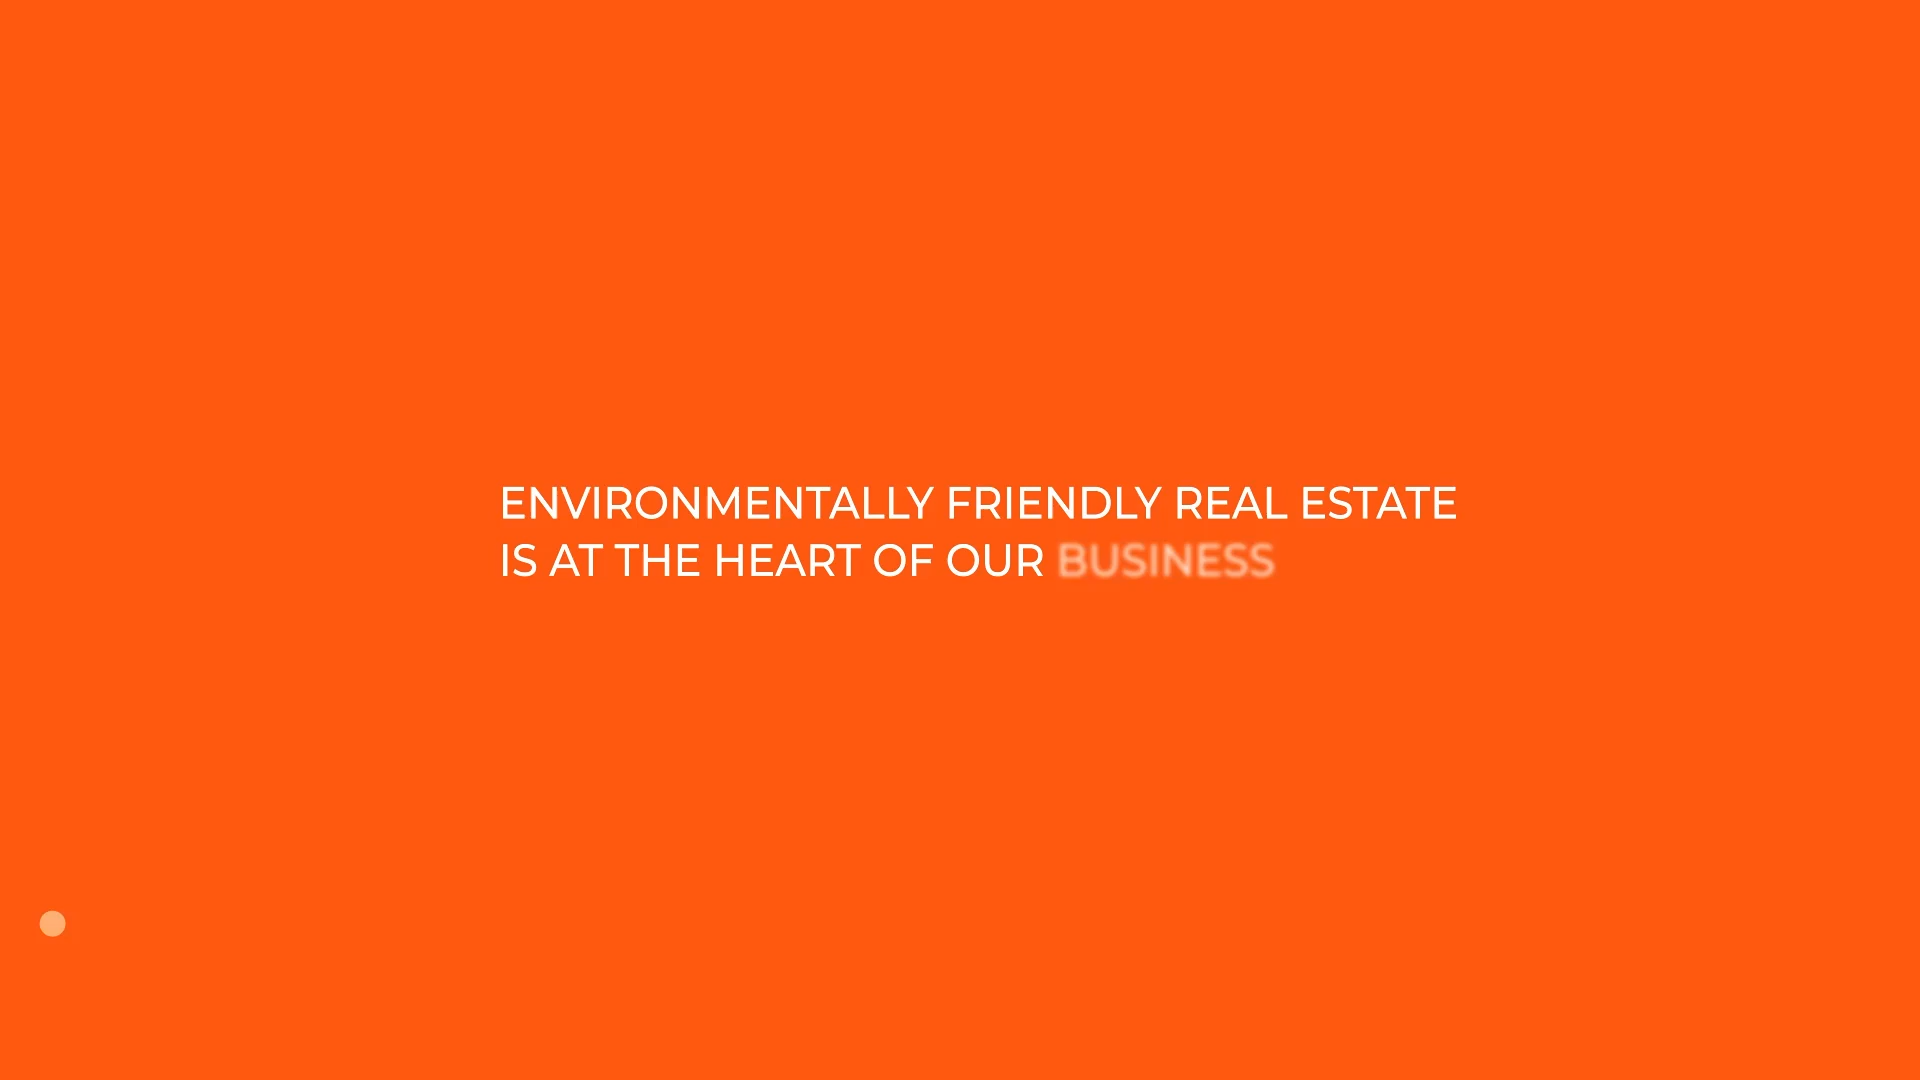 ENVIRONMENTALLY FRIENDLY REAL ESTATE
IS AT THE HEART OF OUR BUSINESS